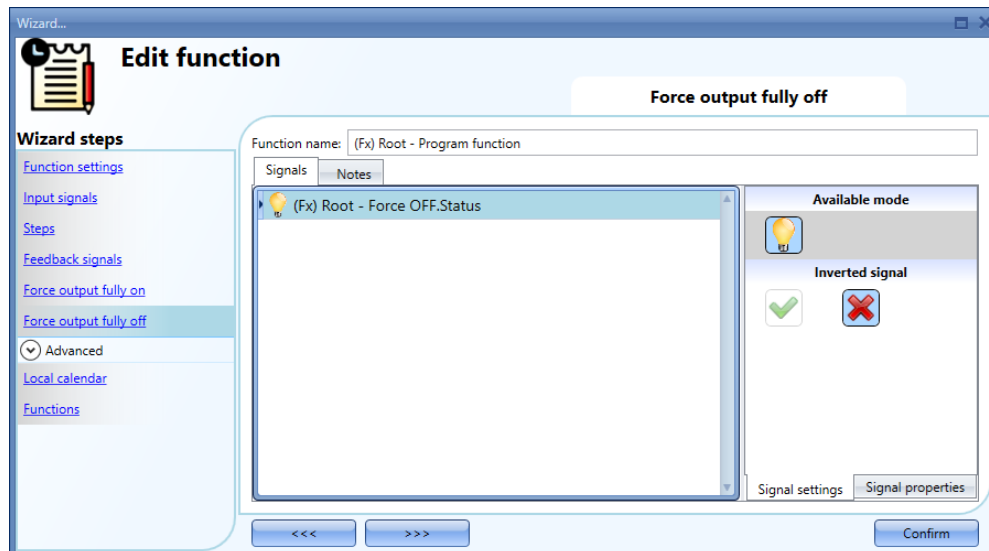 Wizard...
Edit function
Force output fully off
Wizard steps
Function settings
Input signals
Steps
Feedback signals
Force output fully on
Force output fully off
Advanced
Local calendar
Functions
Function name: (Fx) Root - Program function
Signals Notes
(Fx) Root - Force OFF.Status
Available mode
Inverted signal
Signal settings Signal properties
<<< >>> Confirm